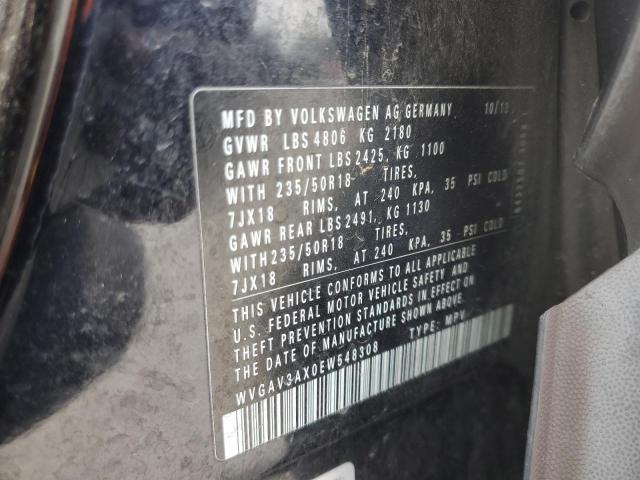 MFD BY VOLKSWAGEN AG GERMANY 10/13
GVWR LBS 4806 KG 2180
GAWR FRONT LBS 2425, KG 1100
WITH 235/50R18 TIRES,
7JX18 RIMS, AT 240 KPA, 35 PSI COLD
GAWR REAR LBS 2491, KG 1130
WITH 235/50R18 TIRES,
7JX18 RIMS, AT 240 KPA, 35 PSI COLD
THIS VEHICLE CONFORMS TO ALL APPLICABLE
U.S. FEDERAL MOTOR VEHICLE SAFETY AND
THEFT PREVENTION STANDARDS IN EFFECT ON
THE DATE OF MANUFACTURE SHOWN ABOVE.
WVGAV3AX0EW548308 TYPE: MPV